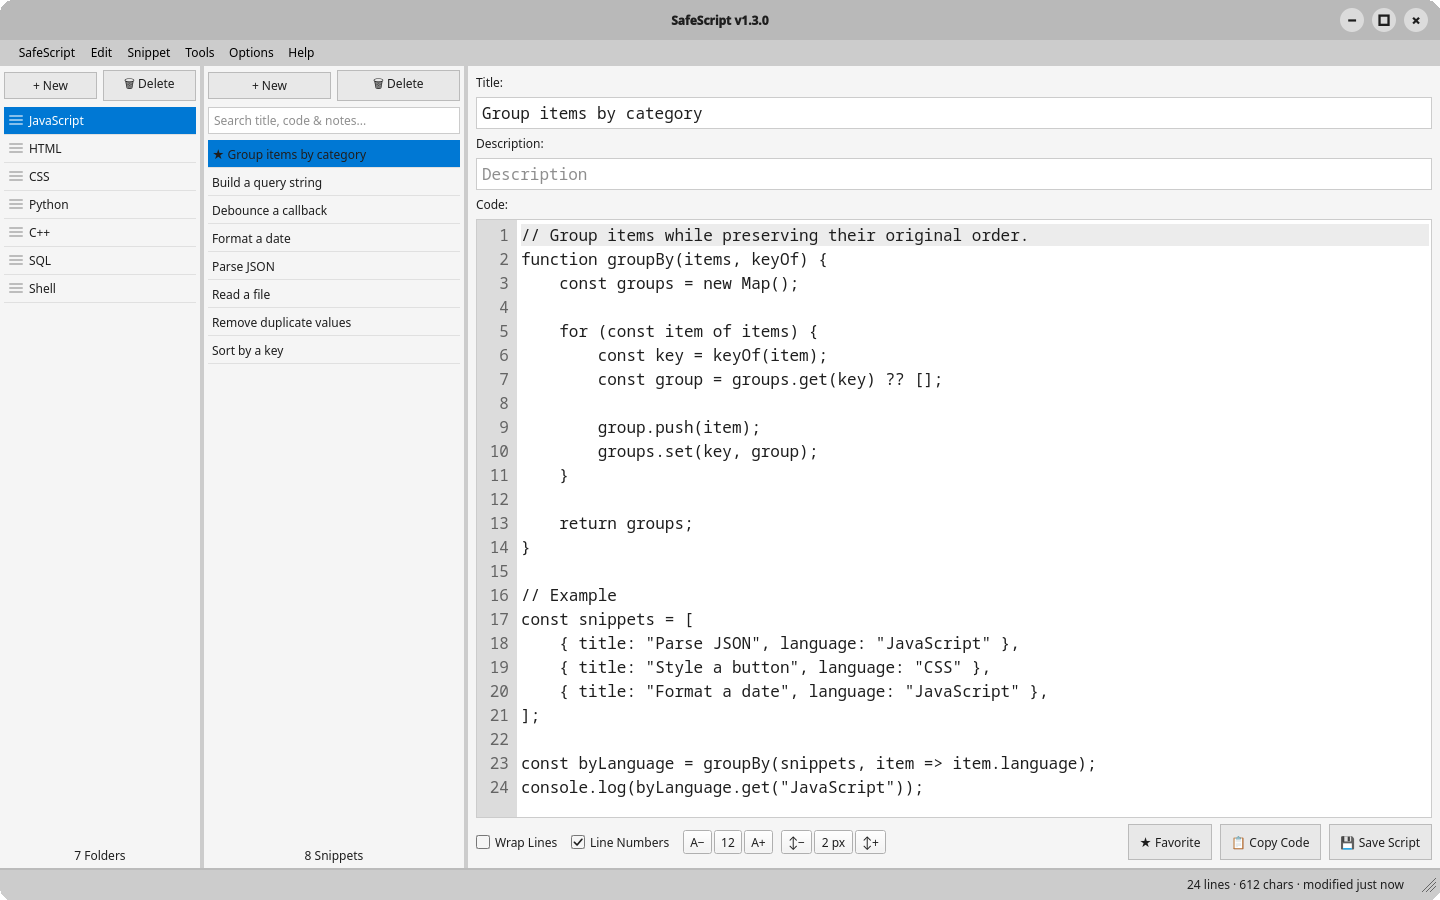 SafeScript v1.3.0
SafeScript Edit Snippet Tools Options Help
+ New
Delete
JavaScript
HTML
CSS
Python
C++
SQL
Shell
7 Folders
+ New
Delete
Search title, code & notes...
★ Group items by category
Build a query string
Debounce a callback
Format a date
Parse JSON
Read a file
Remove duplicate values
Sort by a key
8 Snippets
Title:
Group items by category
Description:
Description
Code:
1 // Group items while preserving their original order.
2 function groupBy(items, keyOf) {
3     const groups = new Map();
4
5     for (const item of items) {
6         const key = keyOf(item);
7         const group = groups.get(key) ?? [];
8
9         group.push(item);
10         groups.set(key, group);
11     }
12
13     return groups;
14 }
15
16 // Example
17 const snippets = [
18     { title: "Parse JSON", language: "JavaScript" },
19     { title: "Style a button", language: "CSS" },
20     { title: "Format a date", language: "JavaScript" },
21 ];
22
23 const byLanguage = groupBy(snippets, item => item.language);
24 console.log(byLanguage.get("JavaScript"));
Wrap Lines Line Numbers A− 12 A+ ↕− 2 px ↕+ ★ Favorite Copy Code Save Script
24 lines · 612 chars · modified just now